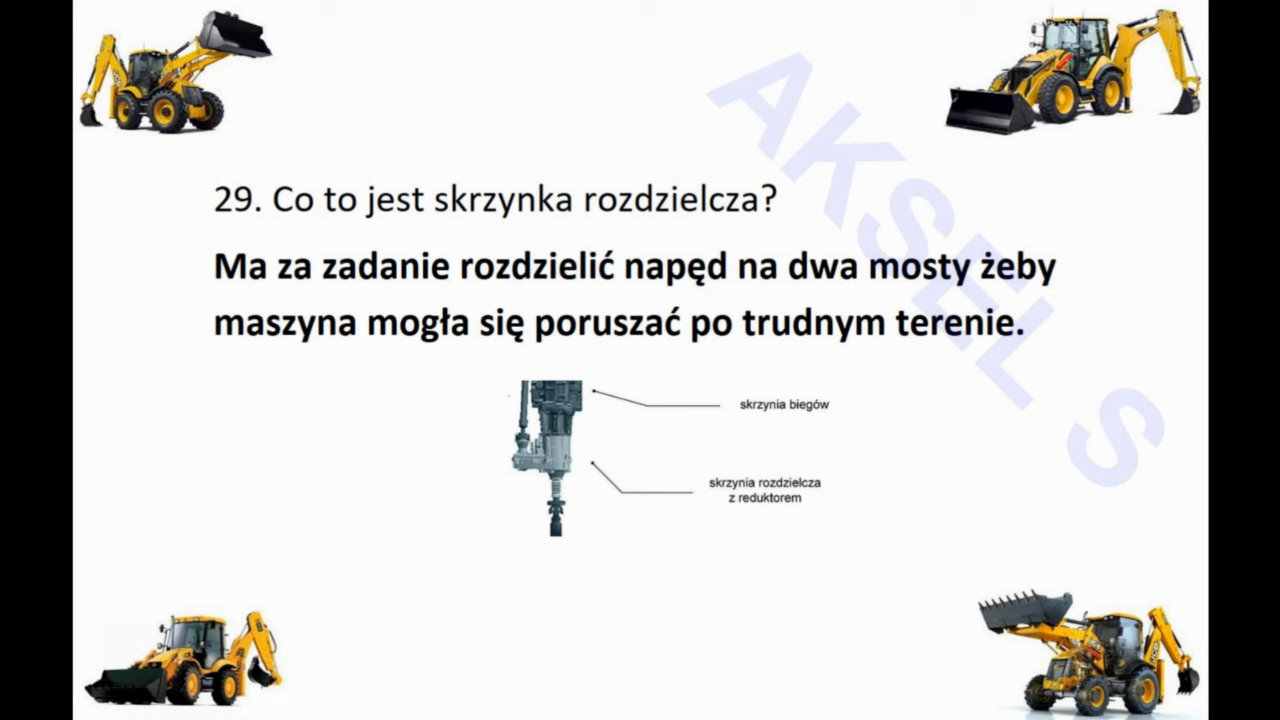 29. Co to jest skrzynka rozdzielcza?
Ma za zadanie rozdzielić napęd na dwa mosty żeby
maszyna mogła się poruszać po trudnym terenie.
skrzynia biegów
skrzynia rozdzielcza
z reduktorem
AKSEL S